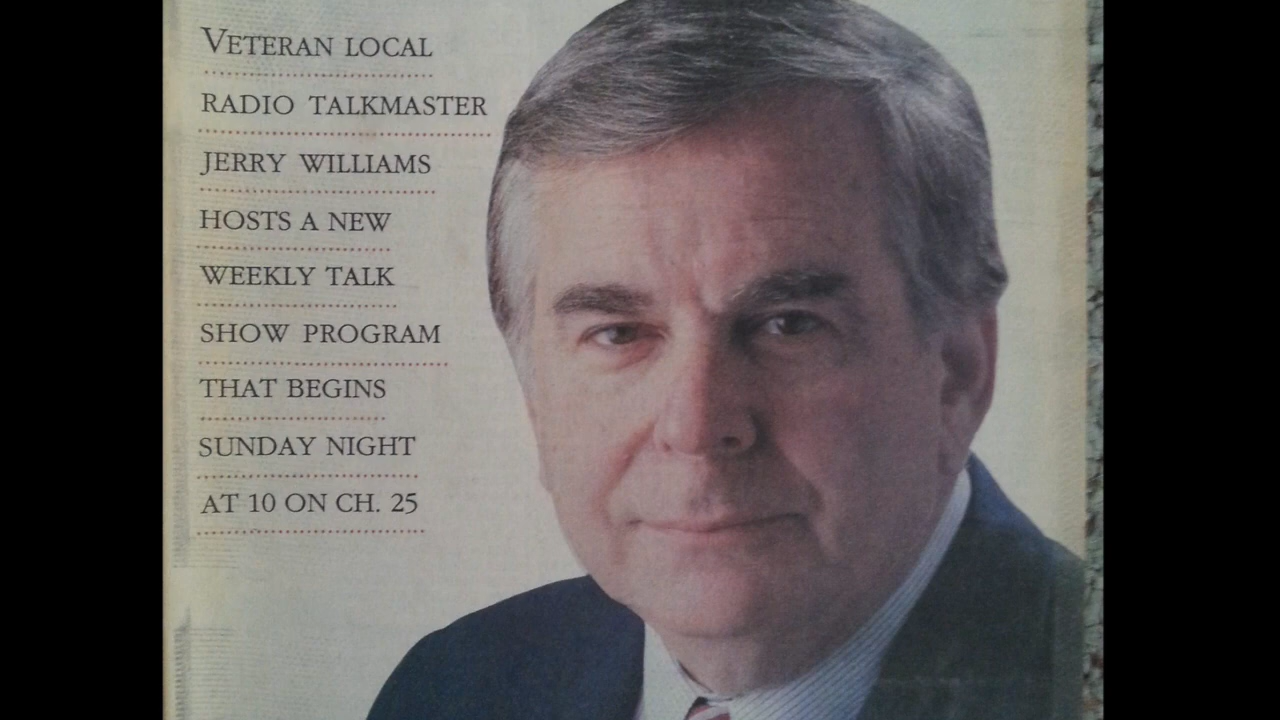 VETERAN LOCAL
RADIO TALKMASTER
JERRY WILLIAMS
HOSTS A NEW
WEEKLY TALK
SHOW PROGRAM
THAT BEGINS
SUNDAY NIGHT
AT 10 ON CH. 25